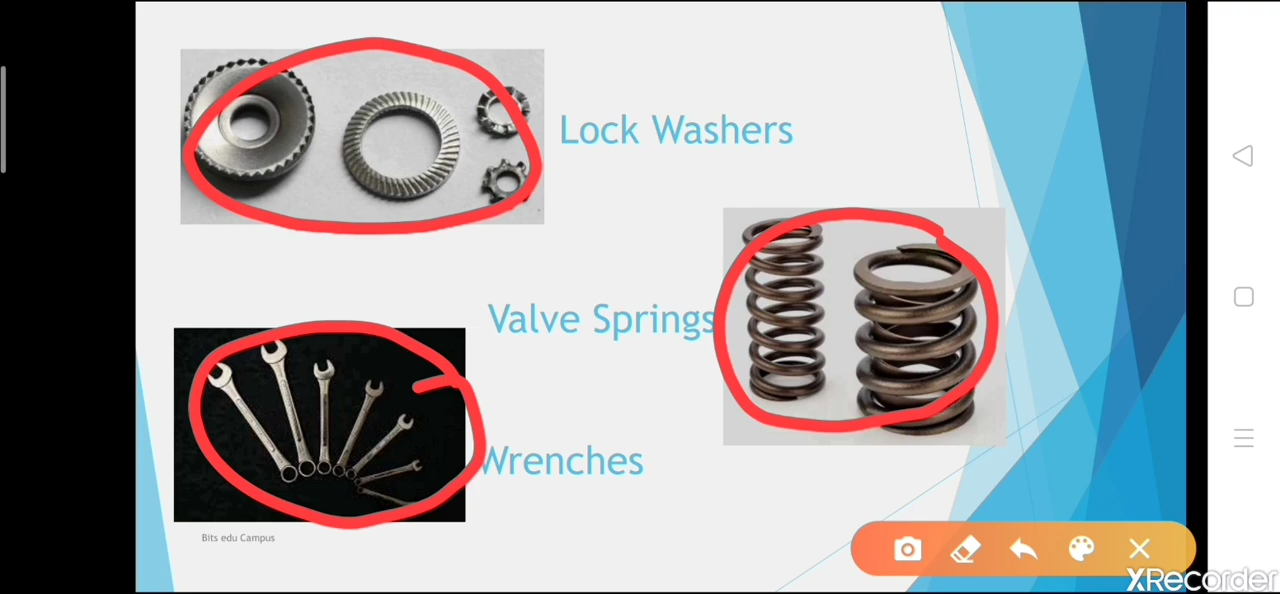 Lock Washers
Valve Springs
Wrenches
Bits edu Campus
XRecorder